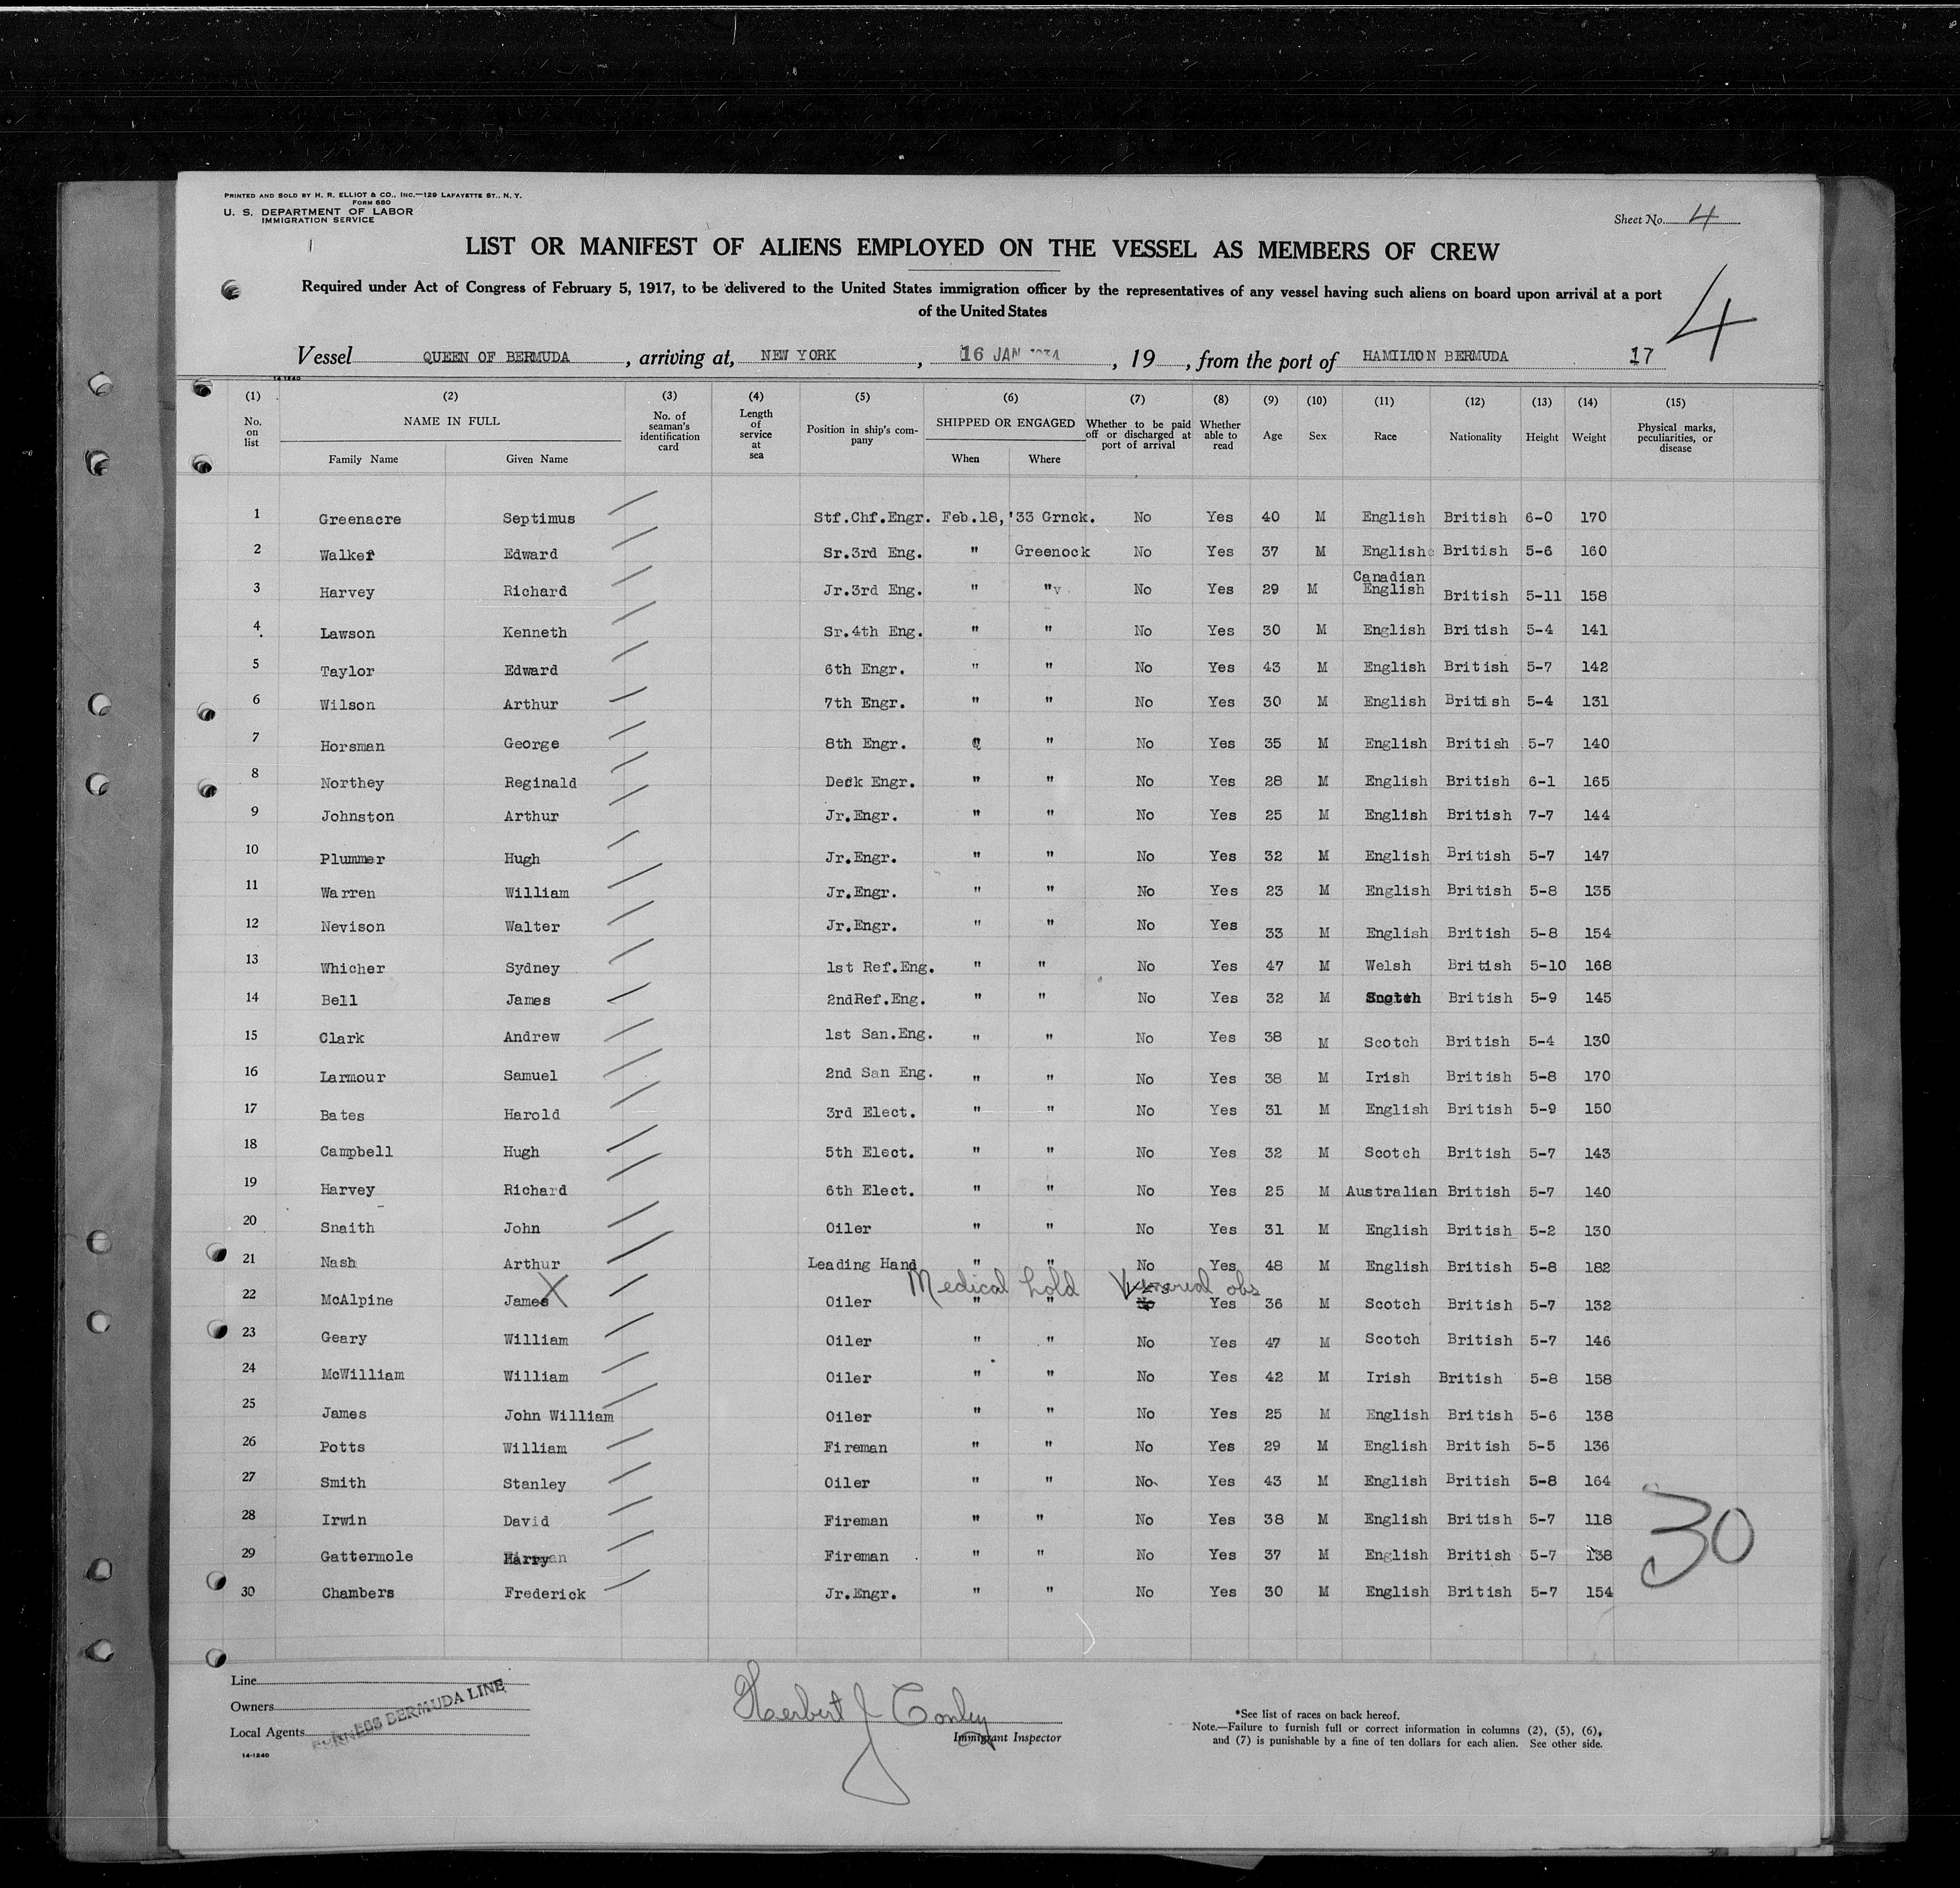 PRINTED AND SOLD BY H. R. ELLIOT & CO., INC.—129 LAFAYETTE ST., N. Y.
FORM 680
U. S. DEPARTMENT OF LABOR
IMMIGRATION SERVICE
Sheet No. 4
LIST OR MANIFEST OF ALIENS EMPLOYED ON THE VESSEL AS MEMBERS OF CREW
Required under Act of Congress of February 5, 1917, to be delivered to the United States immigration officer by the representatives of any vessel having such aliens on board upon arrival at a port
of the United States
4
Vessel QUEEN OF BERMUDA, arriving at, NEW YORK, 16 JAN 1934, 19, from the port of HAMILTON BERMUDA 17
14-1240
(1) (2) (3) (4) (5) (6) (7) (8) (9) (10) (11) (12) (13) (14) (15)
No. on list NAME IN FULL Family Name Given Name No. of seaman's identification card Length of service at sea Position in ship's company SHIPPED OR ENGAGED When Where Whether to be paid off or discharged at port of arrival Whether able to read Age Sex Race Nationality Height Weight Physical marks, peculiarities, or disease
1 Greenacre Septimus Stf.Chf.Engr. Feb.18,'33 Grnck. No Yes 40 M English British 6-0 170
2 Walker Edward Sr.3rd Eng. " Greenock No Yes 37 M English British 5-6 160
3 Harvey Richard Jr.3rd Eng. " " No Yes 29 M Canadian English British 5-11 158
4 Lawson Kenneth Sr.4th Eng. " " No Yes 30 M English British 5-4 141
5 Taylor Edward 6th Engr. " " No Yes 43 M English British 5-7 142
6 Wilson Arthur 7th Engr. " " No Yes 30 M English British 5-4 131
7 Horsman George 8th Engr. " " No Yes 35 M English British 5-7 140
8 Northey Reginald Deck Engr. " " No Yes 28 M English British 6-1 165
9 Johnston Arthur Jr.Engr. " " No Yes 25 M English British 7-7 144
10 Plummer Hugh Jr.Engr. " " No Yes 32 M English British 5-7 147
11 Warren William Jr.Engr. " " No Yes 23 M English British 5-8 135
12 Nevison Walter Jr.Engr. " " No Yes 33 M English British 5-8 154
13 Whicher Sydney 1st Ref.Eng. " " No Yes 47 M Welsh British 5-10 168
14 Bell James 2ndRef.Eng. " " No Yes 32 M Scotch British 5-9 145
15 Clark Andrew 1st San.Eng. " " No Yes 38 M Scotch British 5-4 130
16 Larmour Samuel 2nd San Eng. " " No Yes 38 M Irish British 5-8 170
17 Bates Harold 3rd Elect. " " No Yes 31 M English British 5-9 150
18 Campbell Hugh 5th Elect. " " No Yes 32 M Scotch British 5-7 143
19 Harvey Richard 6th Elect. " " No Yes 25 M Australian British 5-7 140
20 Snaith John Oiler " " No Yes 31 M English British 5-2 130
21 Nash Arthur Leading Hand " " No Yes 48 M English British 5-8 182
Medical hold Venereal obs
22 McAlpine James X Oiler " " No Yes 36 M Scotch British 5-7 132
23 Geary William Oiler " " No Yes 47 M Scotch British 5-7 146
24 McWilliam William Oiler " " No Yes 42 M Irish British 5-8 158
25 James John William Oiler " " No Yes 25 M English British 5-6 138
26 Potts William Fireman " " No Yes 29 M English British 5-5 136
27 Smith Stanley Oiler " " No Yes 43 M English British 5-8 164
28 Irwin David Fireman " " No Yes 38 M English British 5-7 118
29 Gattermole Harry Fireman " " No Yes 37 M English British 5-7 138
30 Chambers Frederick Jr.Engr. " " No Yes 30 M English British 5-7 154
30
Line
Owners
Local Agents
FURNESS BERMUDA LINE
14-1240
Herbert J Conley
Immigrant Inspector
*See list of races on back hereof.
Note.—Failure to furnish full or correct information in columns (2), (5), (6),
and (7) is punishable by a fine of ten dollars for each alien. See other side.